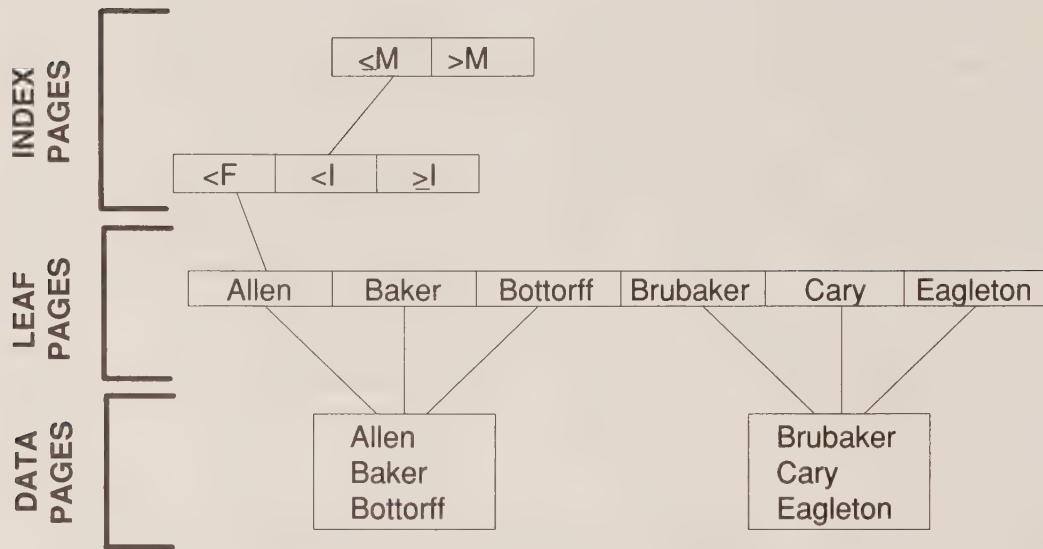 INDEX
PAGES
≤M >M
<F <I ≥I
LEAF
PAGES
Allen Baker Bottorff Brubaker Cary Eagleton
DATA
PAGES
Allen
Baker
Bottorff
Brubaker
Cary
Eagleton